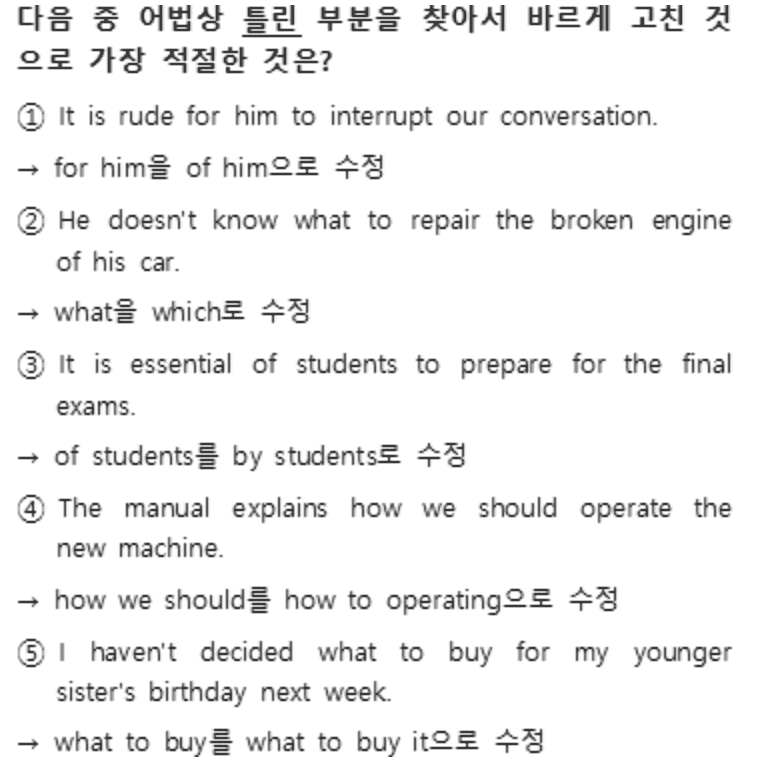 다음 중 어법상 틀린 부분을 찾아서 바르게 고친 것
으로 가장 적절한 것은?
① It is rude for him to interrupt our conversation.
→ for him을 of him으로 수정
② He doesn't know what to repair the broken engine
of his car.
→ what을 which로 수정
③ It is essential of students to prepare for the final
exams.
→ of students를 by students로 수정
④ The manual explains how we should operate the
new machine.
→ how we should를 how to operating으로 수정
⑤ I haven't decided what to buy for my younger
sister's birthday next week.
→ what to buy를 what to buy it으로 수정